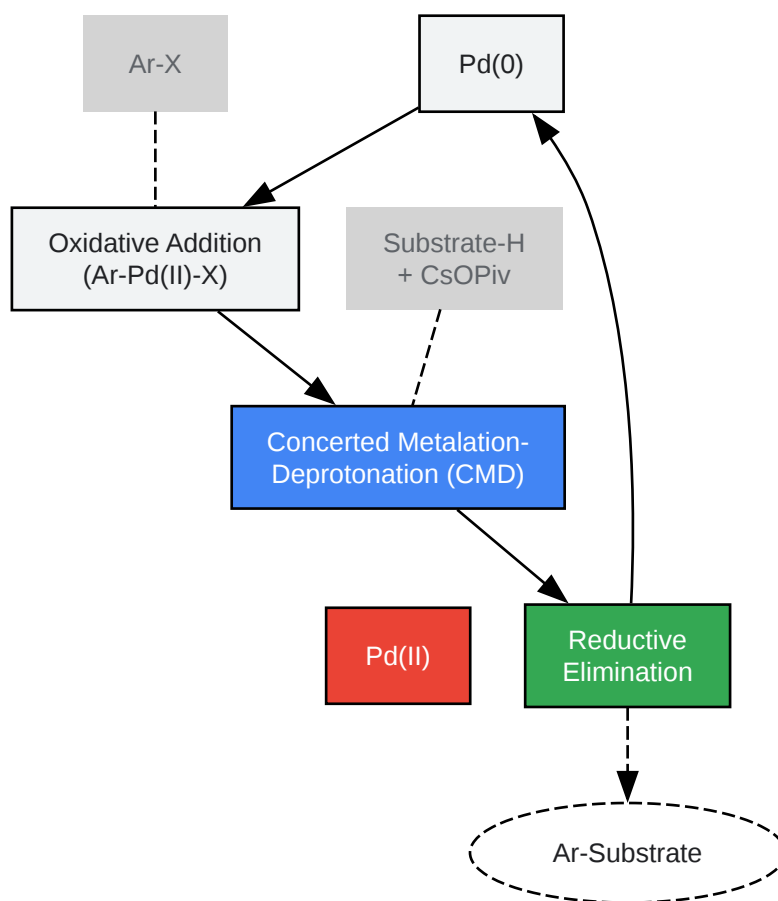 Ar-X
Pd(0)
Oxidative Addition
(Ar-Pd(II)-X)
Substrate-H
+ CsOPiv
Concerted Metalation-
Deprotonation (CMD)
Pd(II)
Reductive
Elimination
Ar-Substrate